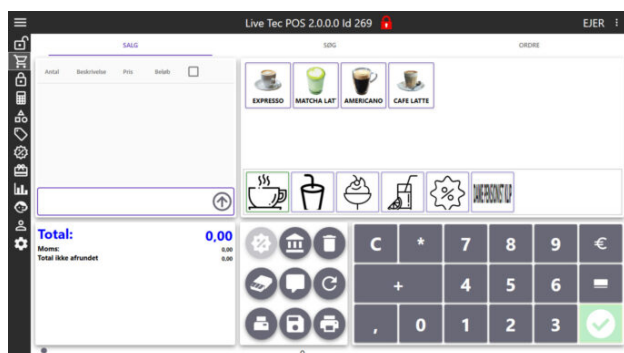 Live Tec POS 2.0.0.0 Id 269
EJER
SALG
SØG
ORDRE
Antal Beskrivelse Pris Beløb
EXPRESSO MATCHA LAT AMERICANO CAFE LATTE
Total: 0,00
Moms: 0,00
Total ikke afrundet 0,00
C * 7 8 9 €
+ 4 5 6
, 0 1 2 3